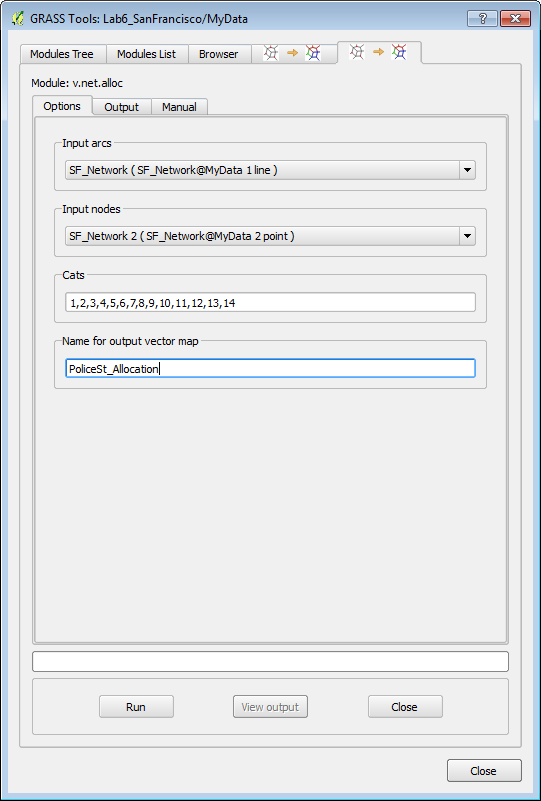 GRASS Tools: Lab6_SanFrancisco/MyData
?
Modules Tree
Modules List
Browser
Module: v.net.alloc
Options
Output
Manual
Input arcs
SF_Network ( SF_Network@MyData 1 line )
Input nodes
SF_Network 2 ( SF_Network@MyData 2 point )
Cats
1,2,3,4,5,6,7,8,9,10,11,12,13,14
Name for output vector map
PoliceSt_Allocation
Run
View output
Close
Close